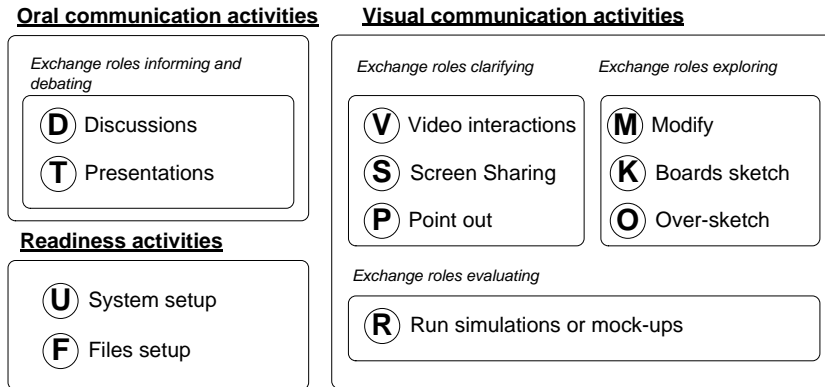 Oral communication activities
Exchange roles informing and
debating
D Discussions
T Presentations
Readiness activities
U System setup
F Files setup
Visual communication activities
Exchange roles clarifying
V Video interactions
S Screen Sharing
P Point out
Exchange roles exploring
M Modify
K Boards sketch
O Over-sketch
Exchange roles evaluating
R Run simulations or mock-ups